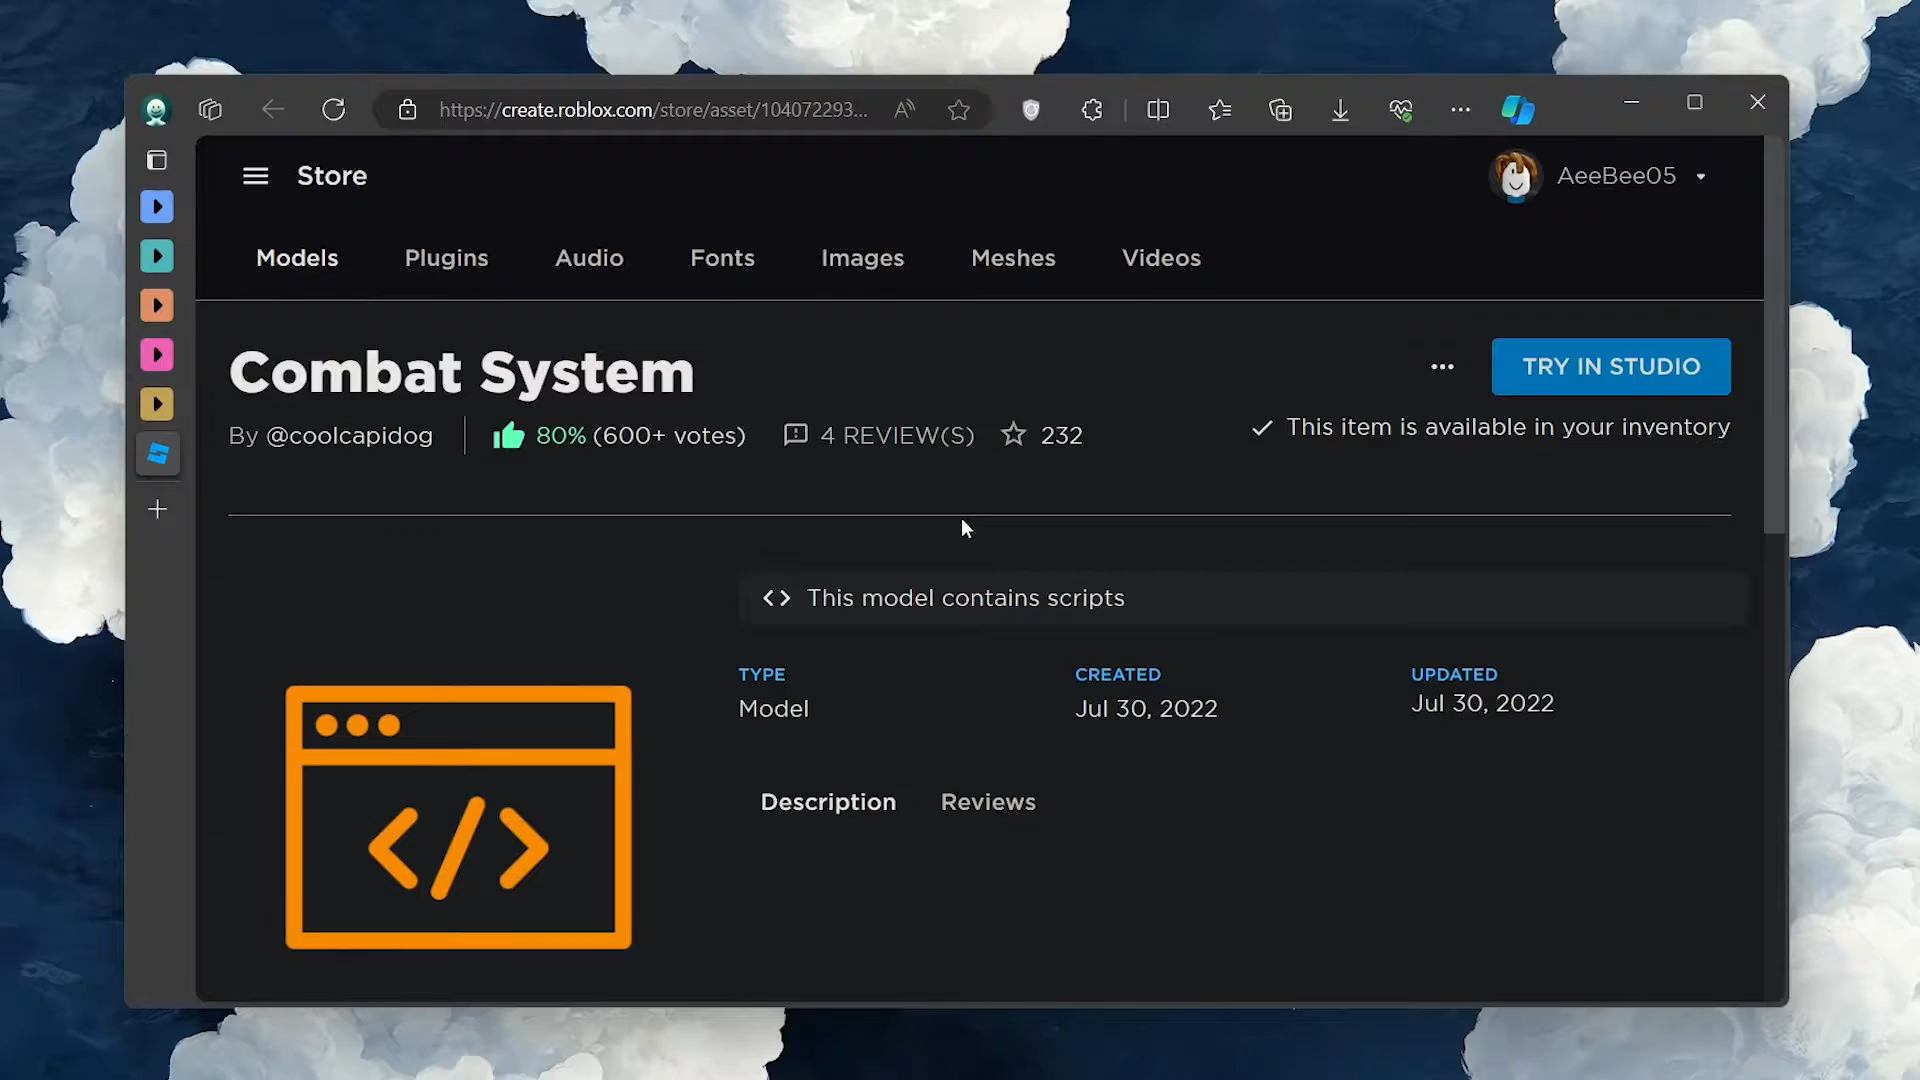 https://create.roblox.com/store/asset/104072293...
Store
AeeBee05
Models Plugins Audio Fonts Images Meshes Videos
Combat System
TRY IN STUDIO
By @coolcapidog 80% (600+ votes) 4 REVIEW(S) 232
This item is available in your inventory
<> This model contains scripts
TYPE CREATED UPDATED
Model Jul 30, 2022 Jul 30, 2022
Description Reviews
</>